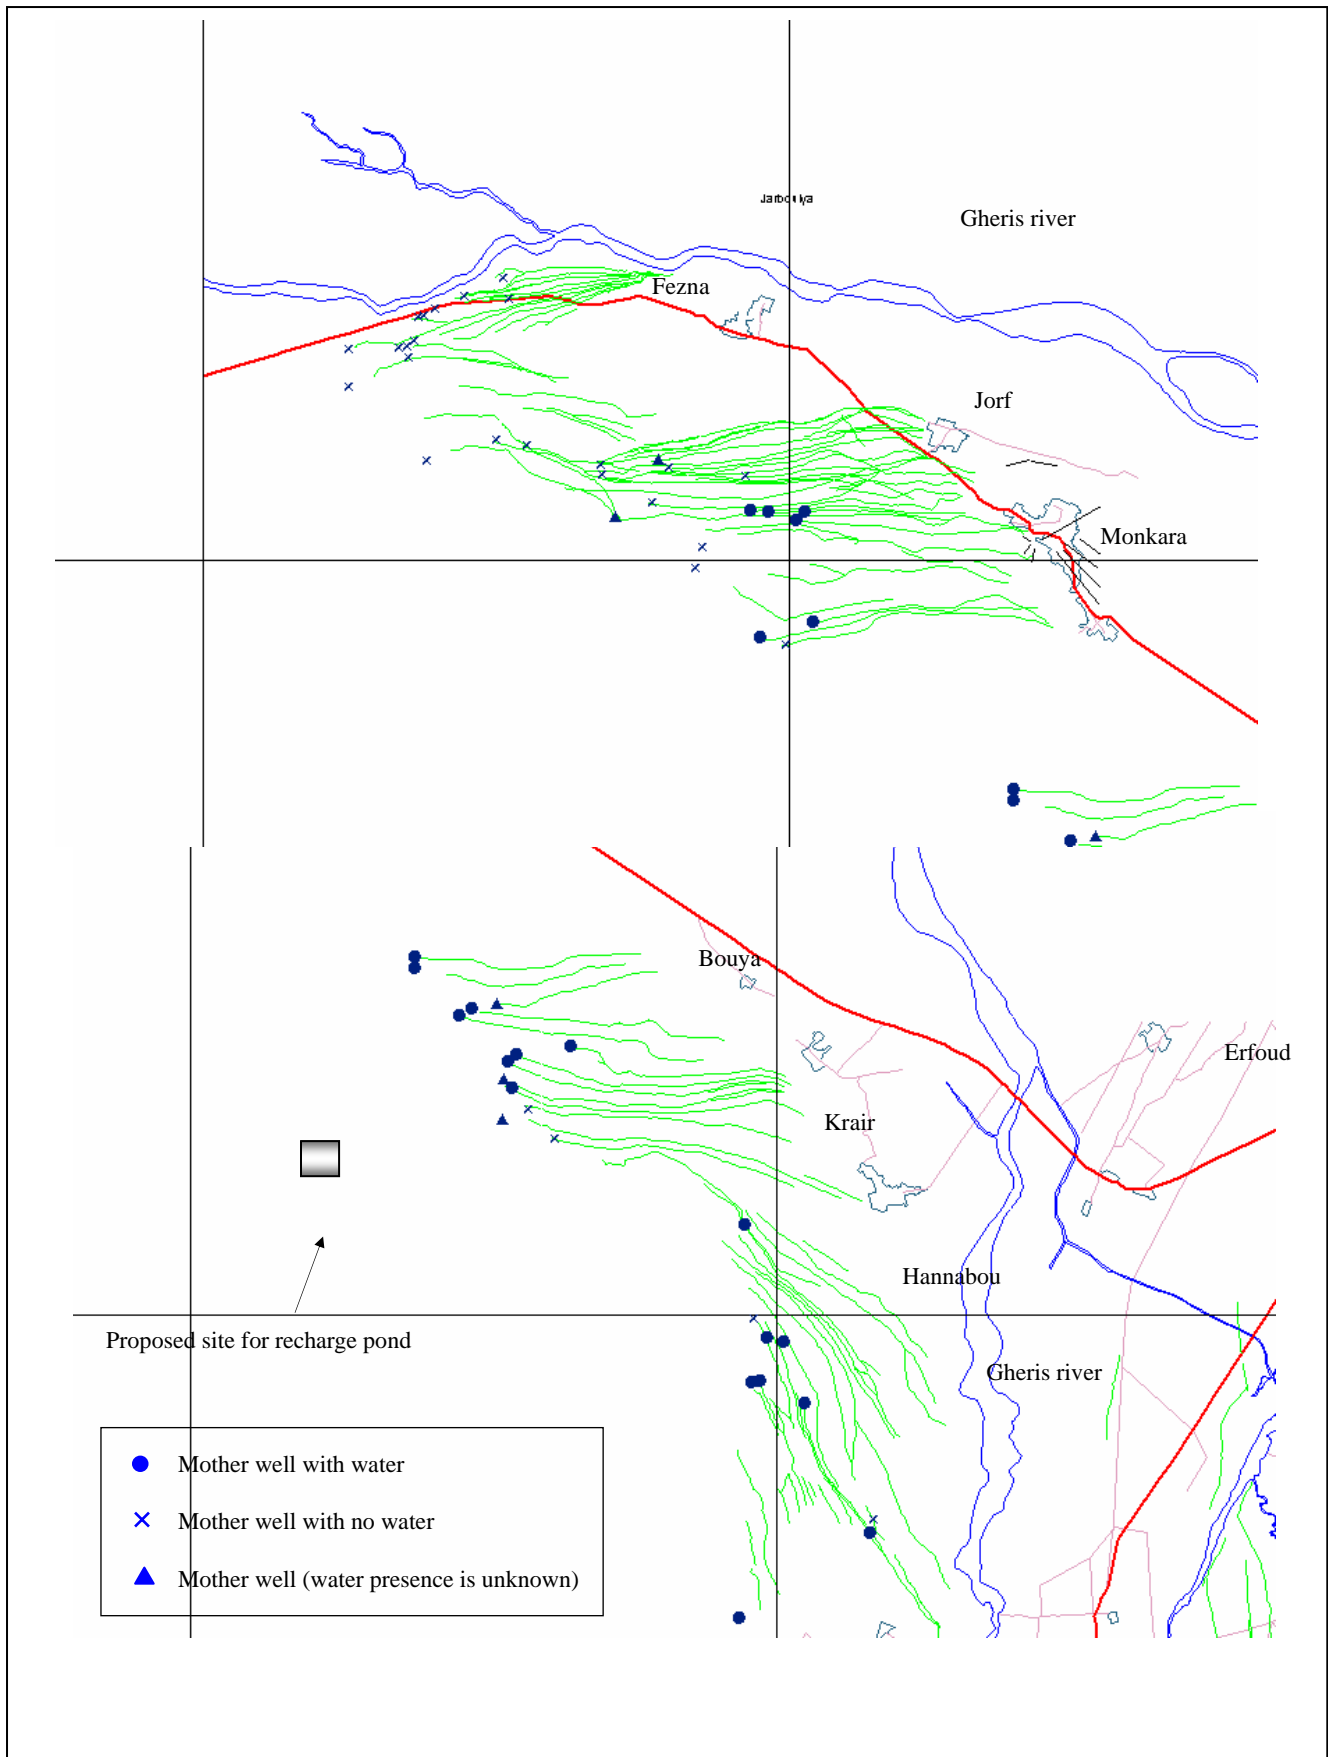 Jarbouiya
Gheris river
Fezna
Jorf
Monkara
Bouya
Erfoud
Krair
Hannabou
Proposed site for recharge pond
Gheris river
Mother well with water
Mother well with no water
Mother well (water presence is unknown)